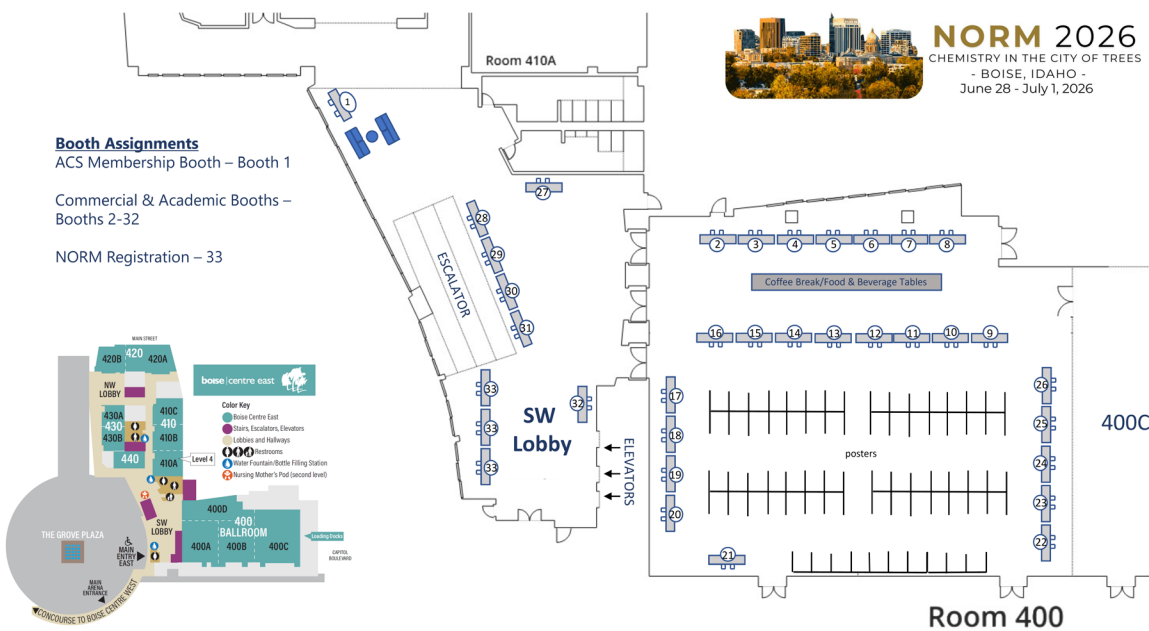 Room 410A
NORM 2026
CHEMISTRY IN THE CITY OF TREES
- BOISE, IDAHO -
June 28 - July 1, 2026
Booth Assignments
ACS Membership Booth – Booth 1
Commercial & Academic Booths –
Booths 2-32
NORM Registration – 33
1
27
28
29
30
31
ESCALATOR
33
33
33
32
SW
Lobby
ELEVATORS
2
3
4
5
6
7
8
Coffee Break/Food & Beverage Tables
16
15
14
13
12
11
10
9
17
18
19
20
21
26
25
24
23
22
posters
400C
Room 400
MAIN STREET
420B
420
420A
NW
LOBBY
430A
430
430B
440
410C
410
410B
410A
Level 4
boise centre east
Color Key
Boise Centre East
Stairs, Escalators, Elevators
Lobbies and Hallways
Restrooms
Water Fountain/Bottle Filling Station
Nursing Mother's Pod (second level)
400D
400
BALLROOM
400A
400B
400C
SW
LOBBY
Loading Docks
CAPITOL
BOULEVARD
THE GROVE PLAZA
MAIN
ENTRY
EAST
MAIN
ARENA
ENTRANCE
CONCOURSE TO BOISE CENTRE WEST